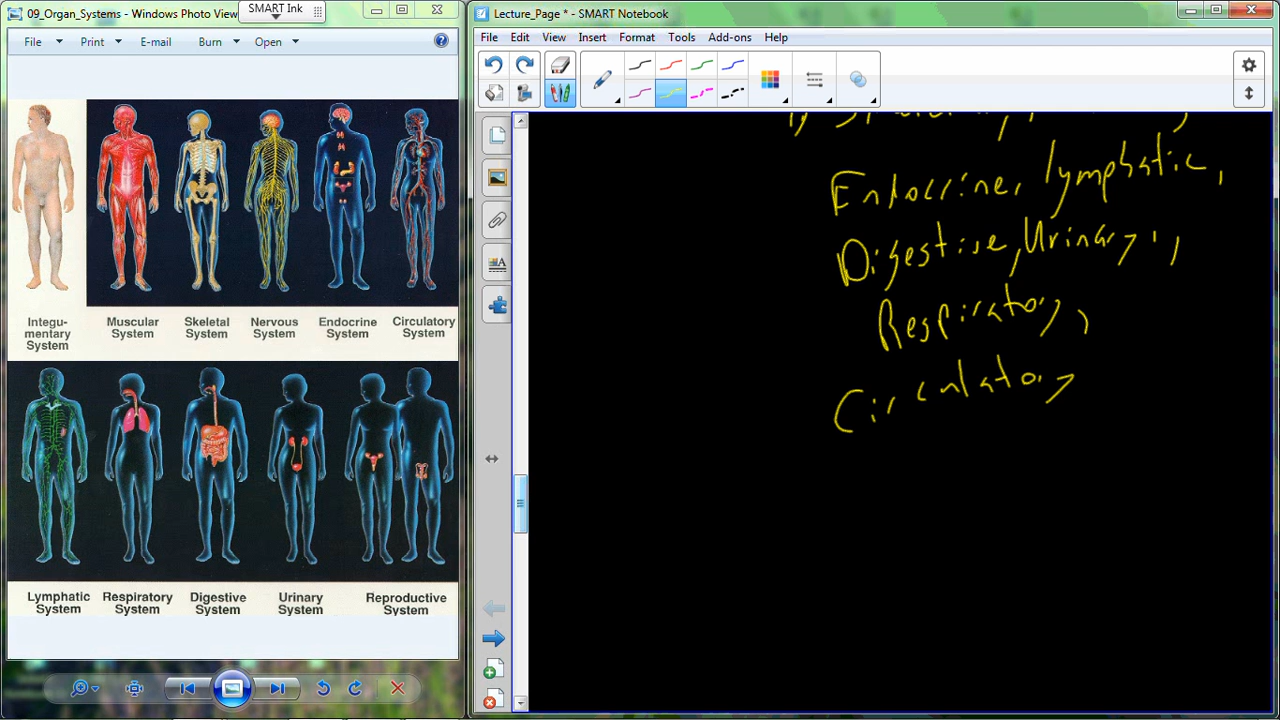 09_Organ_Systems - Windows Photo View
SMART Ink
File Print E-mail Burn Open
Integu-
mentary
System
Muscular
System
Skeletal
System
Nervous
System
Endocrine
System
Circulatory
System
Lymphatic
System
Respiratory
System
Digestive
System
Urinary
System
Reproductive
System
Lecture_Page * - SMART Notebook
File Edit View Insert Format Tools Add-ons Help
Endocrine, lymphatic,
Digestive, Urinary, ,
Respiratory,
Circulatory